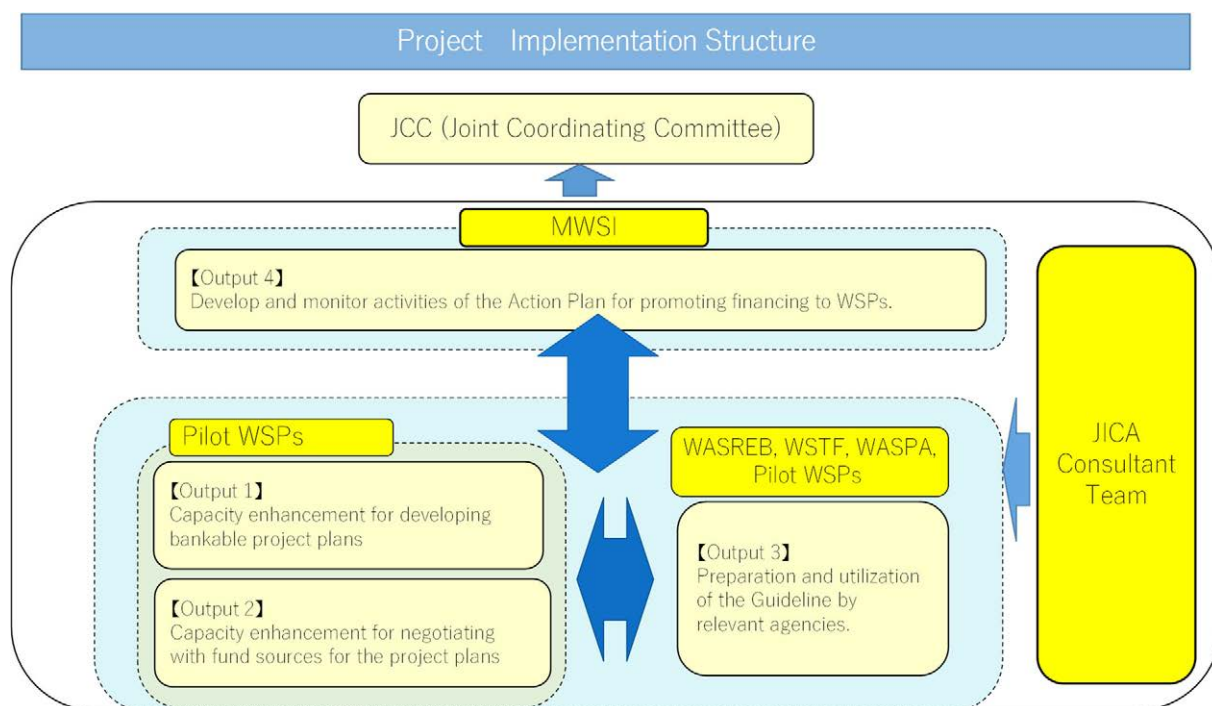 Project Implementation Structure
JCC (Joint Coordinating Committee)
MWSI
【Output 4】
Develop and monitor activities of the Action Plan for promoting financing to WSPs.
Pilot WSPs
【Output 1】
Capacity enhancement for developing
bankable project plans
【Output 2】
Capacity enhancement for negotiating
with fund sources for the project plans
WASREB, WSTF, WASPA,
Pilot WSPs
【Output 3】
Preparation and utilization
of the Guideline by
relevant agencies.
JICA
Consultant
Team